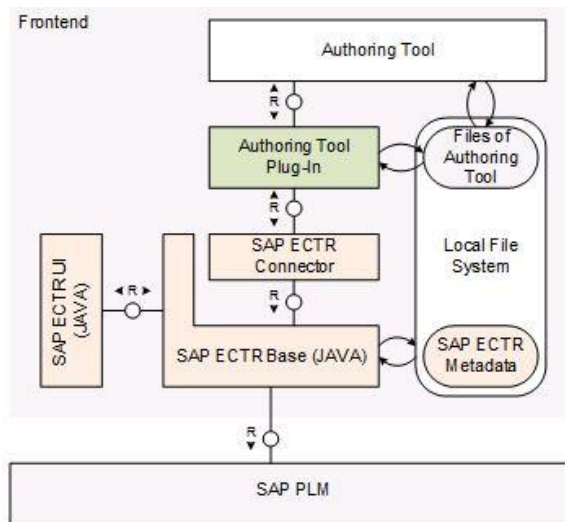 Frontend
Authoring Tool
R
Authoring Tool
Plug-In
Files of
Authoring
Tool
R
SAP ECTR
Connector
Local File
System
SAP ECTR UI
(JAVA)
R
R
SAP ECTR Base (JAVA)
SAP ECTR
Metadata
R
SAP PLM